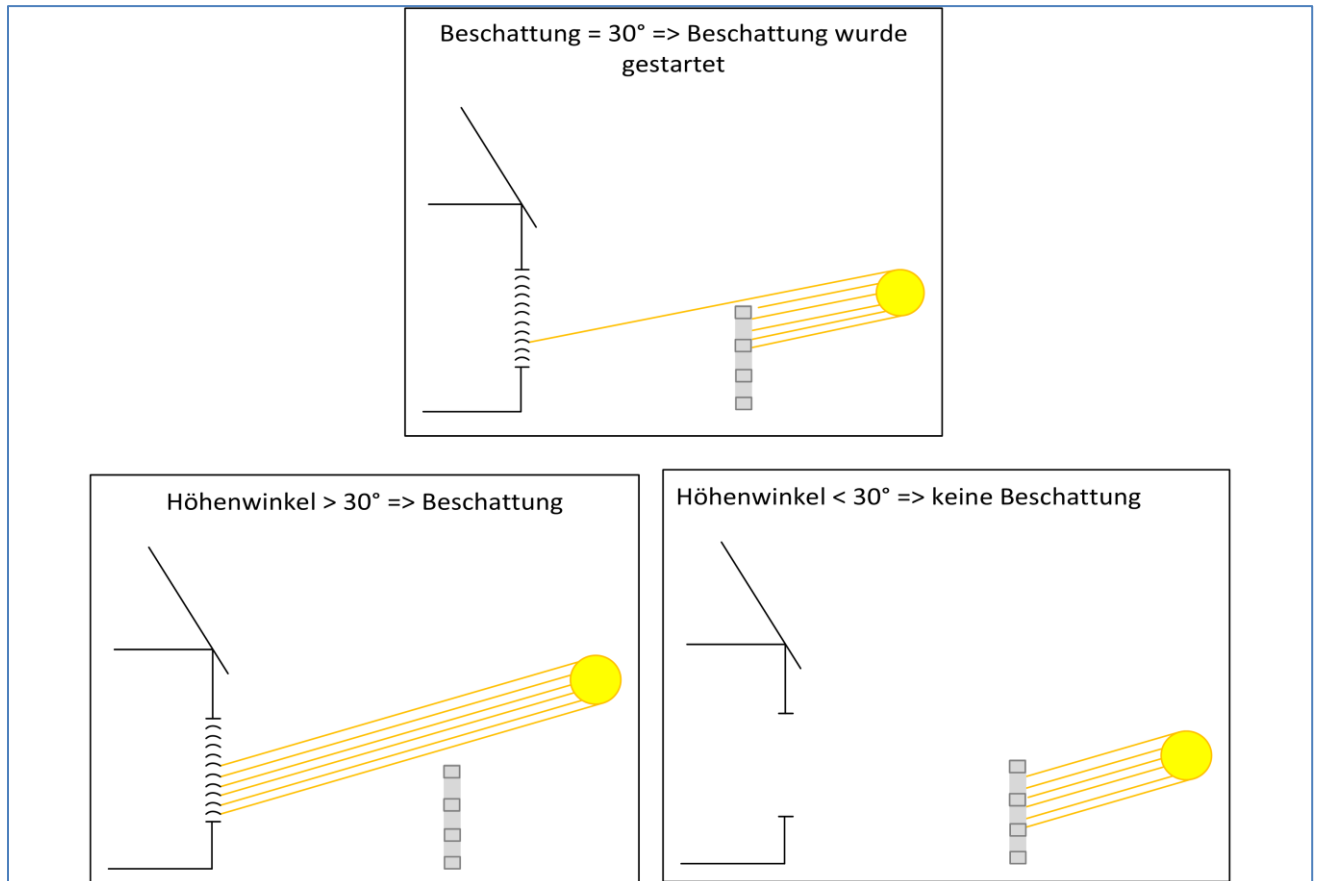 Beschattung = 30° => Beschattung wurde
gestartet
Höhenwinkel > 30° => Beschattung
Höhenwinkel < 30° => keine Beschattung